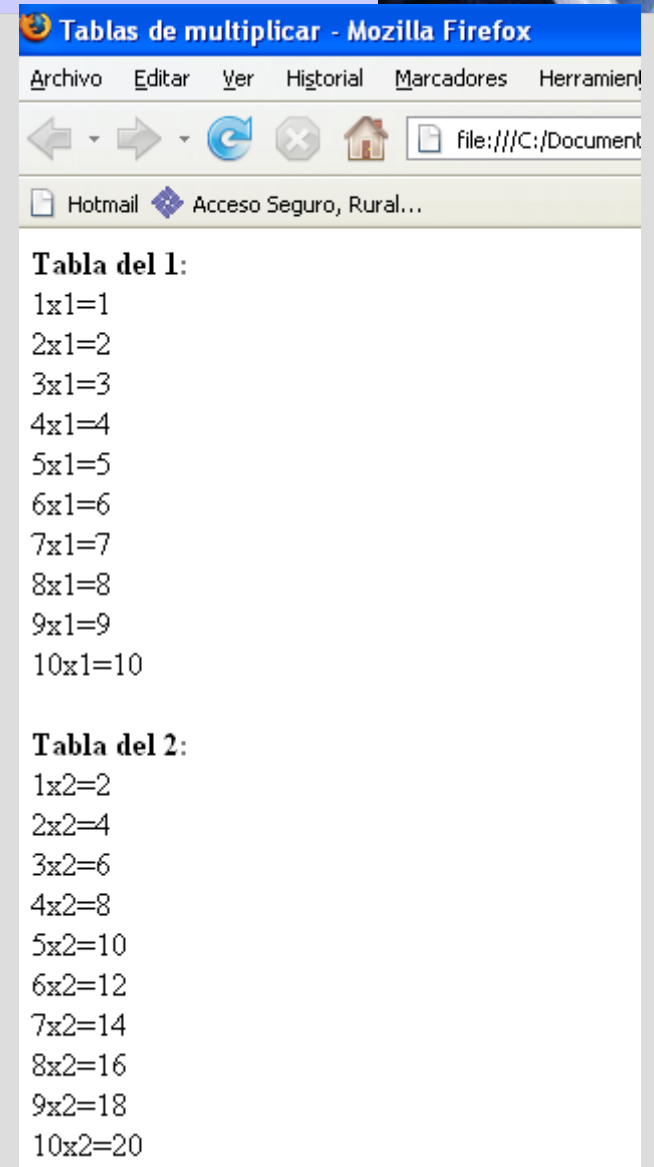 Tablas de multiplicar - Mozilla Firefox
Archivo Editar Ver Historial Marcadores
file:///C:/Document
Hotmail Acceso Seguro, Rural...
Tabla del 1:
1x1=1
2x1=2
3x1=3
4x1=4
5x1=5
6x1=6
7x1=7
8x1=8
9x1=9
10x1=10
Tabla del 2:
1x2=2
2x2=4
3x2=6
4x2=8
5x2=10
6x2=12
7x2=14
8x2=16
9x2=18
10x2=20